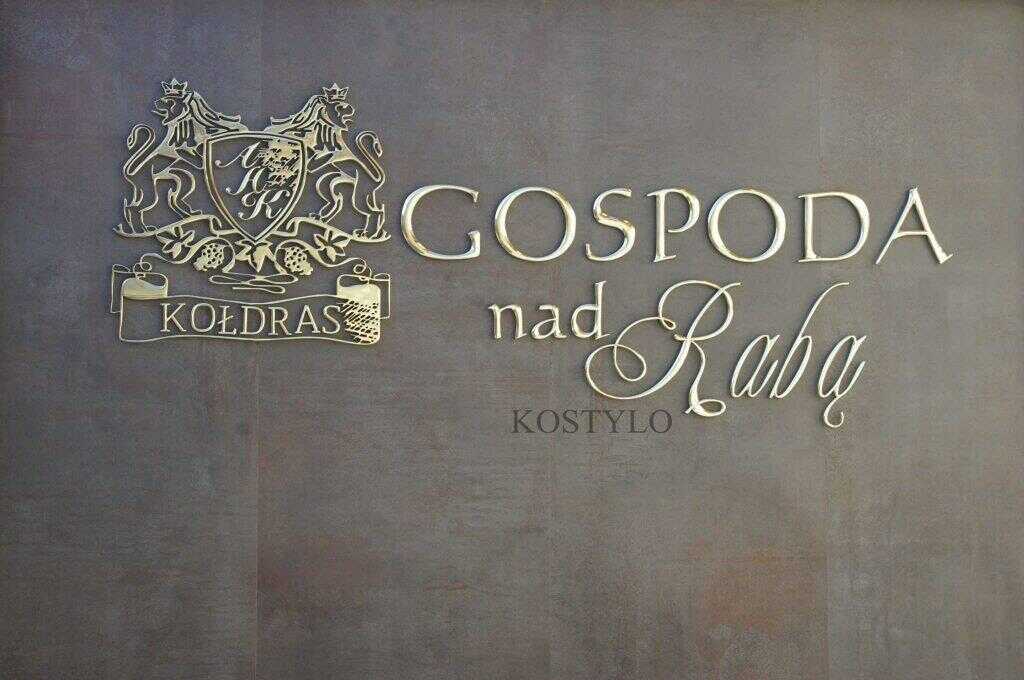 A
H
K
KOŁDRAS
GOSPODA
nad Rabą
KOSTYLO